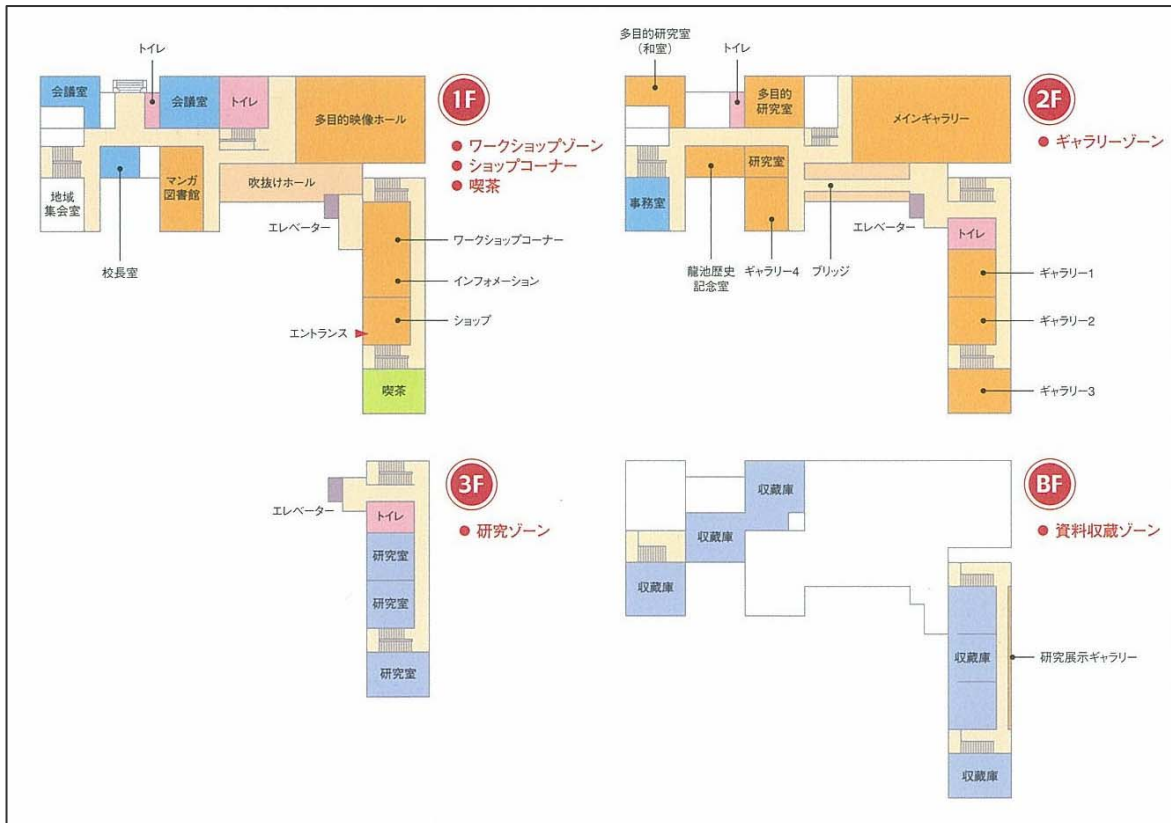 トイレ
会議室
会議室
トイレ
多目的映像ホール
1F
ワークショップゾーン
ショップコーナー
喫茶
地域
集会室
マンガ
図書館
吹抜けホール
エレベーター
校長室
ワークショップコーナー
インフォメーション
ショップ
エントランス
喫茶
多目的研究室
(和室)
トイレ
多目的
研究室
メインギャラリー
2F
ギャラリーゾーン
研究室
事務室
エレベーター
トイレ
龍池歴史
記念室
ギャラリー4
ブリッジ
ギャラリー1
ギャラリー2
ギャラリー3
3F
研究ゾーン
エレベーター
トイレ
研究室
研究室
研究室
BF
資料収蔵ゾーン
収蔵庫
収蔵庫
収蔵庫
収蔵庫
研究展示ギャラリー
収蔵庫